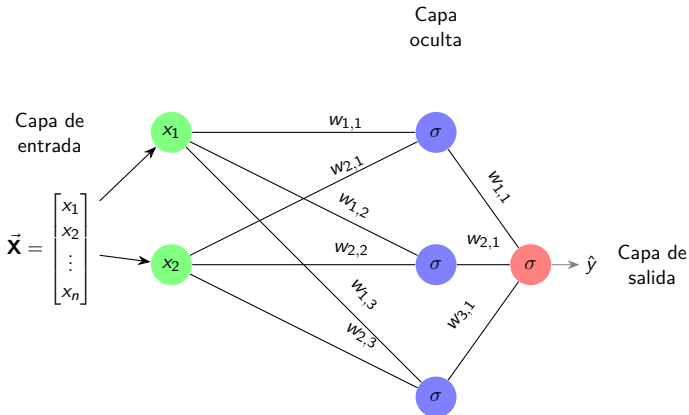 Capa
oculta
Capa de
entrada
x₁
w₁,₁
σ
w₂,₁
w₁,₁
w₁,₂
X⃗ = [x₁
x₂
⋮
xₙ]
x₂
w₂,₂
σ
w₂,₁
σ
ŷ
Capa de
salida
w₁,₃
w₃,₁
w₂,₃
σ